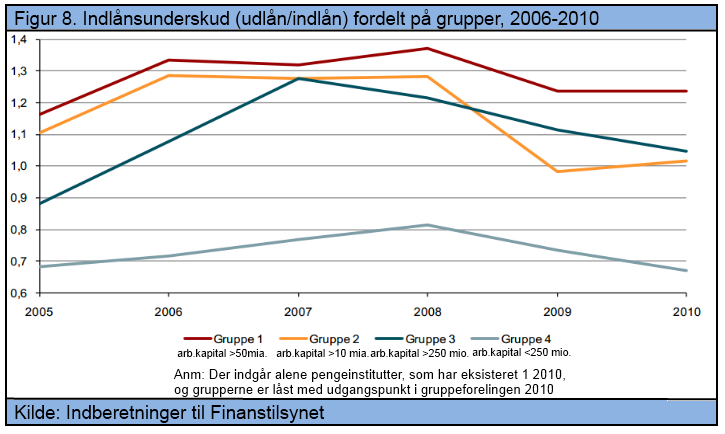 Figur 8. Indlånsunderskud (udlån/indlån) fordelt på grupper, 2006-2010
1,4
1,3
1,2
1,1
1,0
0,9
0,8
0,7
0,6
2005 2006 2007 2008 2009 2010
Gruppe 1 Gruppe 2 Gruppe 3 Gruppe 4
arb.kapital >50mia. arb.kapital >10 mia. arb.kapital >250 mio. arb.kapital <250 mio.
Anm: Der indgår alene pengeinstitutter, som har eksisteret 1 2010,
og grupperne er låst med udgangspunkt i gruppeforelingen 2010
Kilde: Indberetninger til Finanstilsynet